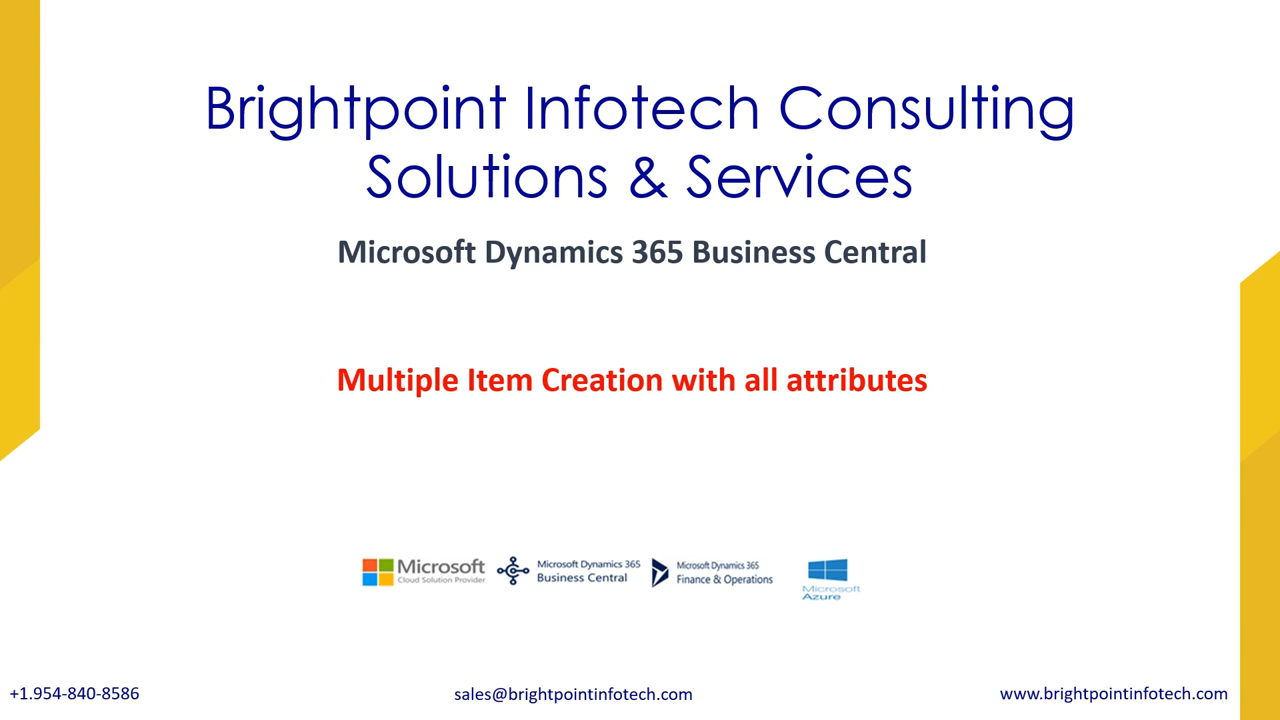 Brightpoint Infotech Consulting
Solutions & Services
Microsoft Dynamics 365 Business Central
Multiple Item Creation with all attributes
Microsoft
Cloud Solution Provider
Microsoft Dynamics 365
Business Central
Microsoft Dynamics 365
Finance & Operations
Microsoft
Azure
+1.954-840-8586
sales@brightpointinfotech.com
www.brightpointinfotech.com